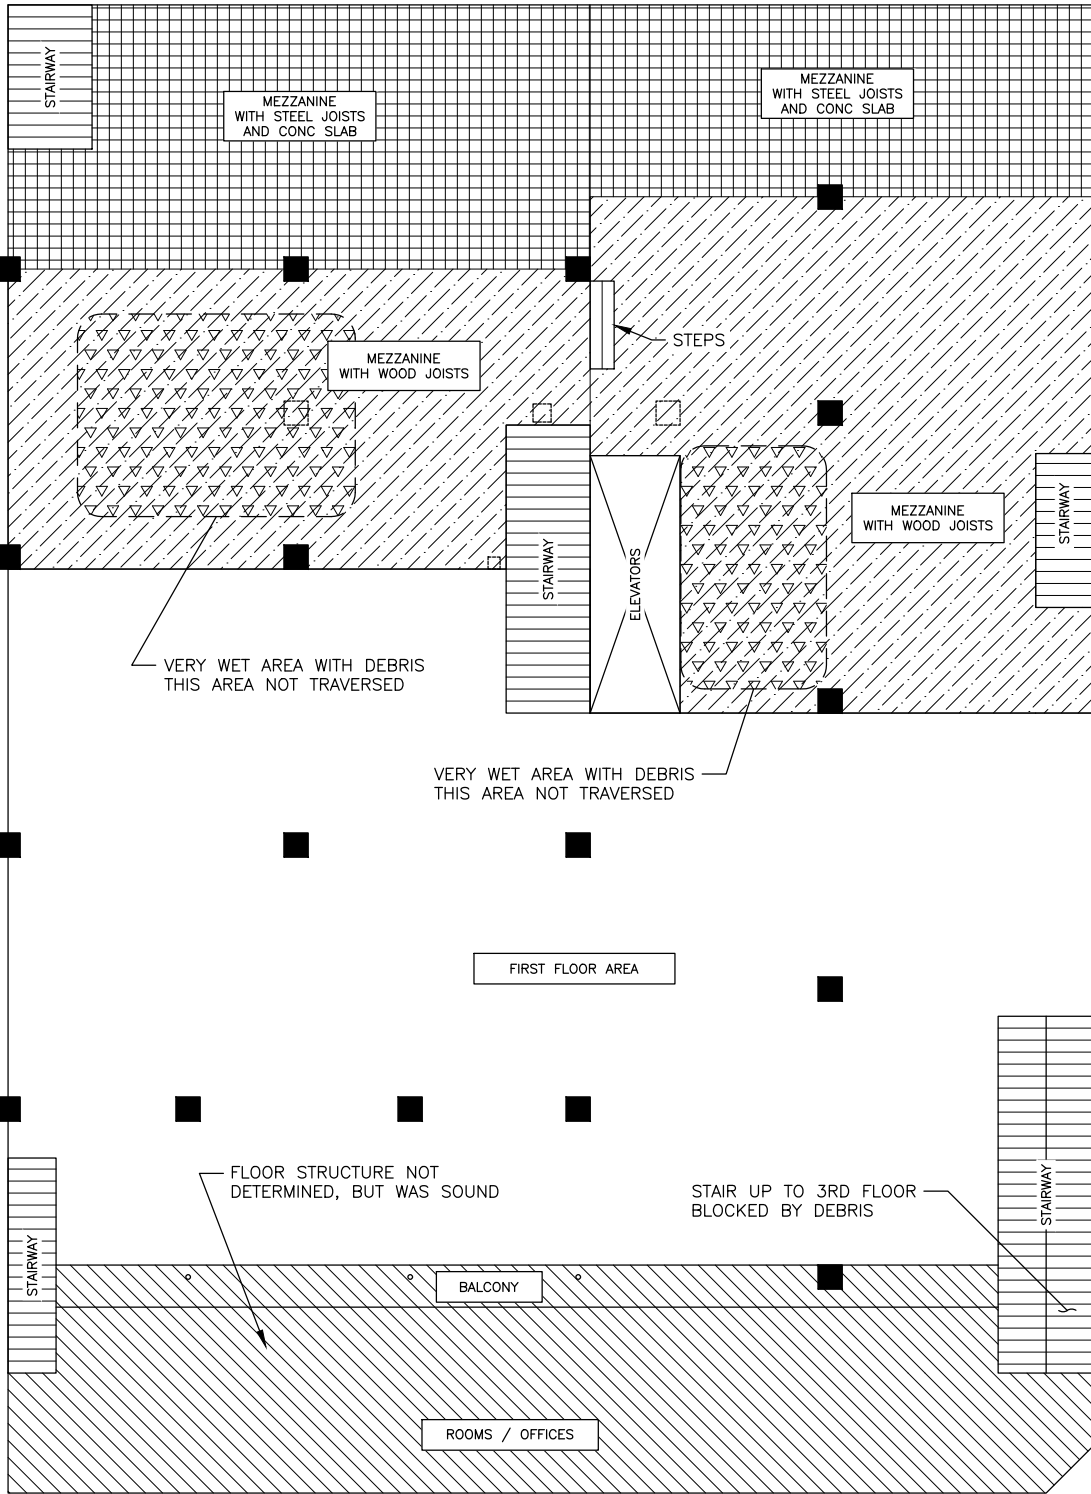 STAIRWAY
MEZZANINE
WITH STEEL JOISTS
AND CONC SLAB
MEZZANINE
WITH STEEL JOISTS
AND CONC SLAB
STEPS
MEZZANINE
WITH WOOD JOISTS
MEZZANINE
WITH WOOD JOISTS
STAIRWAY
STAIRWAY
ELEVATORS
VERY WET AREA WITH DEBRIS
THIS AREA NOT TRAVERSED
VERY WET AREA WITH DEBRIS
THIS AREA NOT TRAVERSED
FIRST FLOOR AREA
FLOOR STRUCTURE NOT
DETERMINED, BUT WAS SOUND
STAIR UP TO 3RD FLOOR
BLOCKED BY DEBRIS
STAIRWAY
STAIRWAY
BALCONY
ROOMS / OFFICES